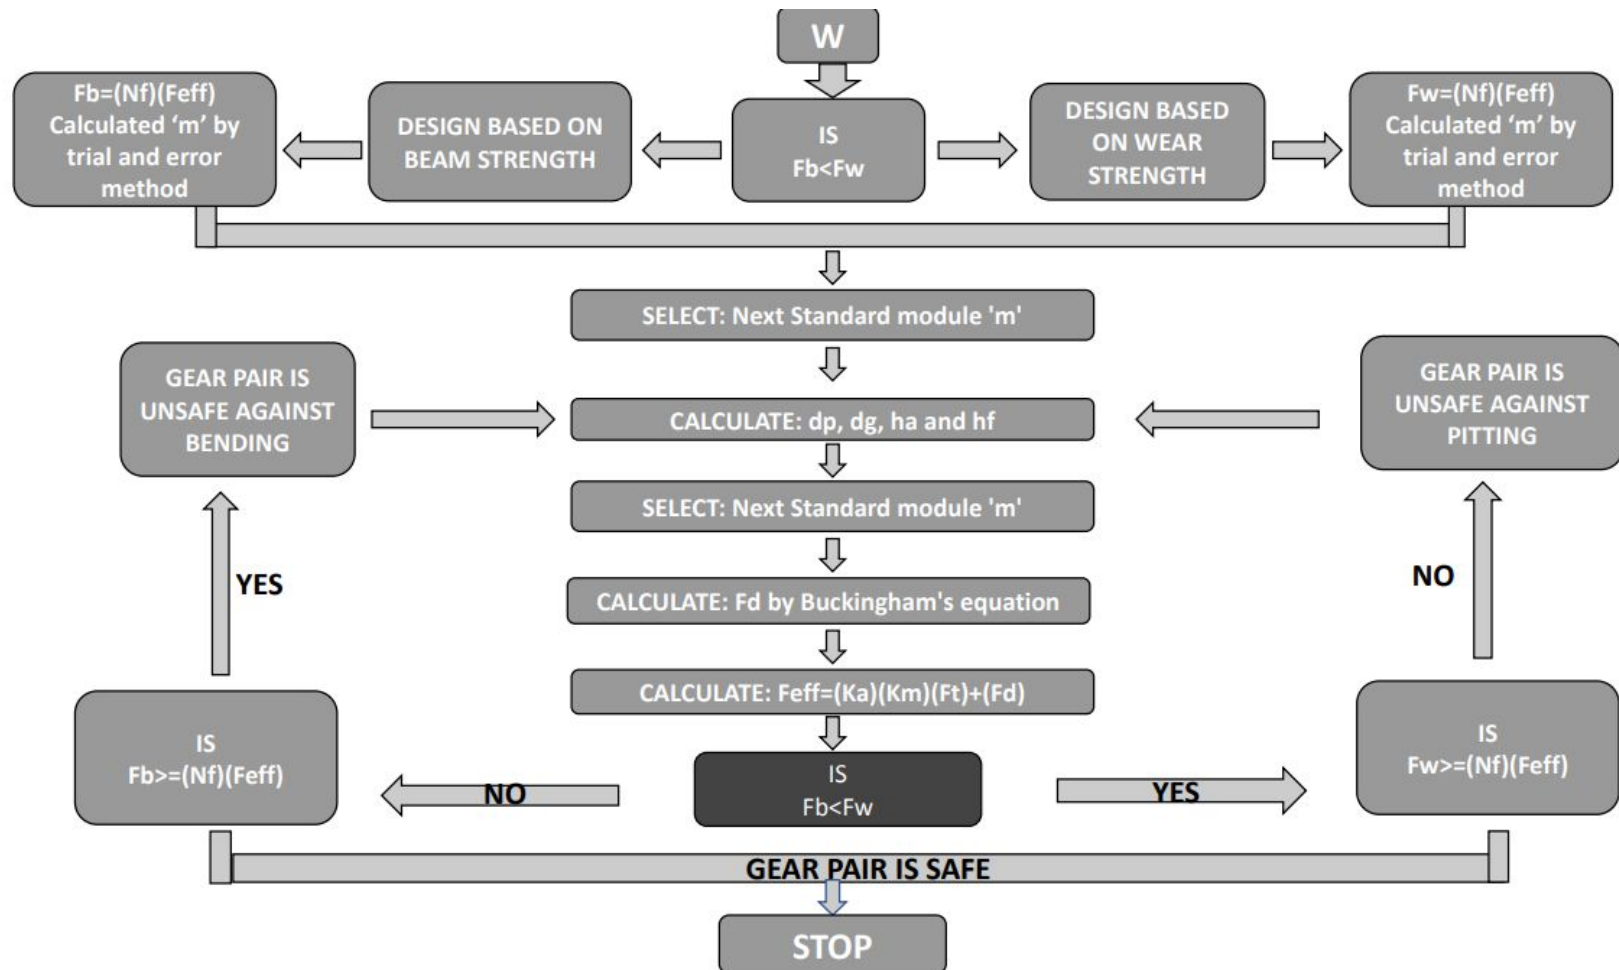 W
Fb=(Nf)(Feff)
Calculated ‘m’ by
trial and error
method
DESIGN BASED ON
BEAM STRENGTH
IS
Fb<Fw
DESIGN BASED
ON WEAR
STRENGTH
Fw=(Nf)(Feff)
Calculated ‘m’ by
trial and error
method
SELECT: Next Standard module 'm'
GEAR PAIR IS
UNSAFE AGAINST
BENDING
CALCULATE: dp, dg, ha and hf
GEAR PAIR IS
UNSAFE AGAINST
PITTING
SELECT: Next Standard module 'm'
YES
NO
CALCULATE: Fd by Buckingham's equation
CALCULATE: Feff=(Ka)(Km)(Ft)+(Fd)
IS
Fb>=(Nf)(Feff)
NO
IS
Fb<Fw
YES
IS
Fw>=(Nf)(Feff)
GEAR PAIR IS SAFE
STOP